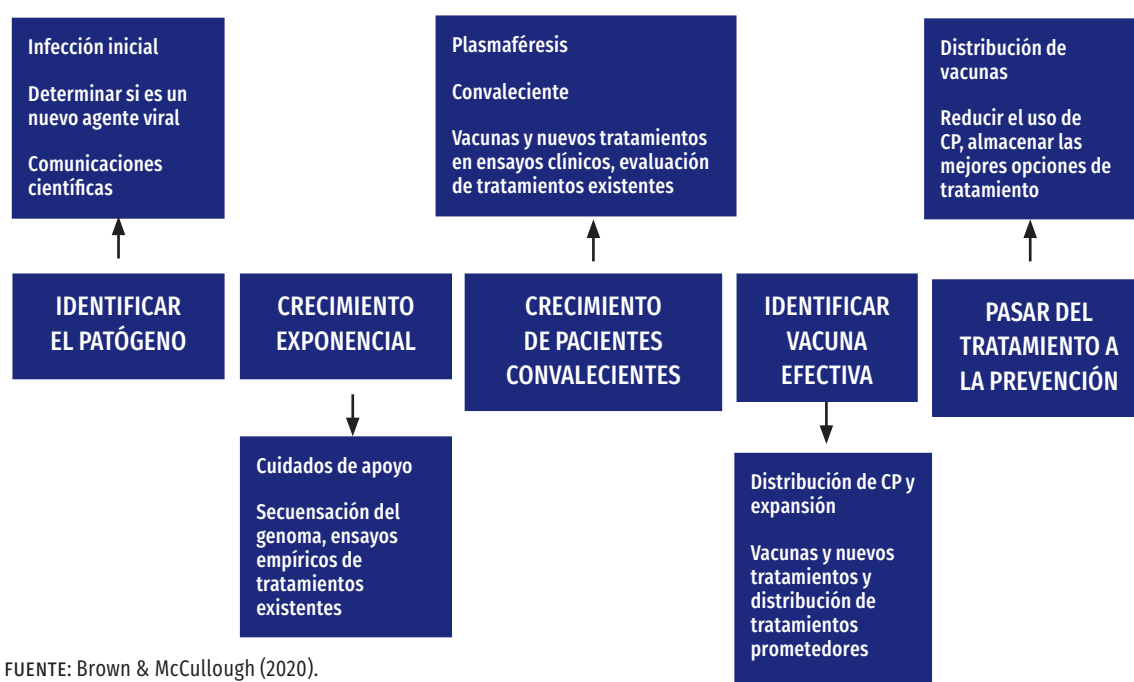 Infección inicial
Determinar si es un
nuevo agente viral
Comunicaciones
científicas
Plasmaféresis
Convaleciente
Vacunas y nuevos tratamientos
en ensayos clínicos, evaluación
de tratamientos existentes
Distribución de
vacunas
Reducir el uso de
CP, almacenar las
mejores opciones de
tratamiento
IDENTIFICAR
EL PATÓGENO
CRECIMIENTO
EXPONENCIAL
CRECIMIENTO
DE PACIENTES
CONVALECIENTES
IDENTIFICAR
VACUNA
EFECTIVA
PASAR DEL
TRATAMIENTO A
LA PREVENCIÓN
Cuidados de apoyo
Secuensación del
genoma, ensayos
empíricos de
tratamientos
existentes
Distribución de CP y
expansión
Vacunas y nuevos
tratamientos y
distribución de
tratamientos
prometedores
FUENTE: Brown & McCullough (2020).